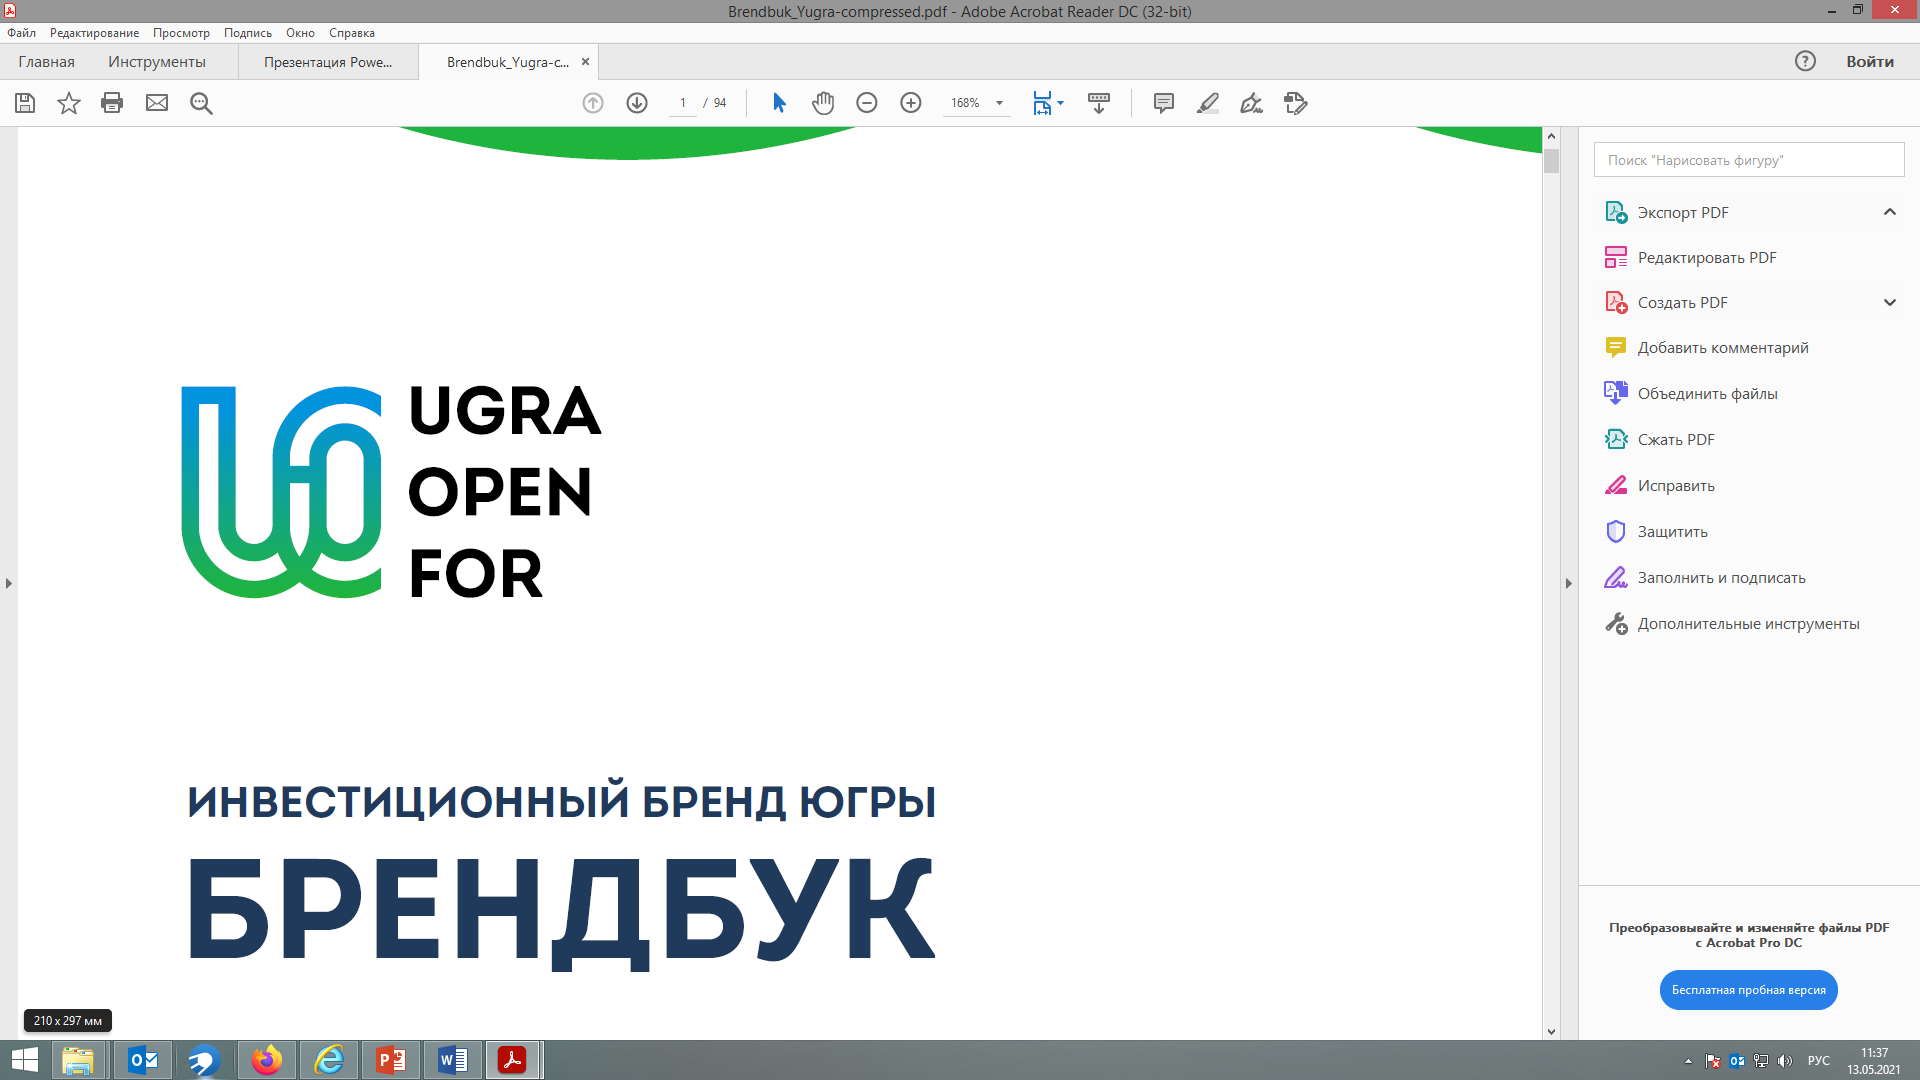 Brendbuk_Yugra-compressed.pdf - Adobe Acrobat Reader DC (32-bit)
Файл Редактирование Просмотр Подпись Окно Справка
Главная Инструменты Презентация Powe... Brendbuk_Yugra-c... × ? Войти
1 / 94 168%
Поиск "Нарисовать фигуру"
Экспорт PDF
Редактировать PDF
Создать PDF
Добавить комментарий
Объединить файлы
Сжать PDF
Исправить
Защитить
Заполнить и подписать
Дополнительные инструменты
UGRA
OPEN
FOR
ИНВЕСТИЦИОННЫЙ БРЕНД ЮГРЫ
БРЕНДБУК
Преобразовывайте и изменяйте файлы PDF
с Acrobat Pro DC
Бесплатная пробная версия
210 x 297 мм
РУС
11:37
13.05.2021